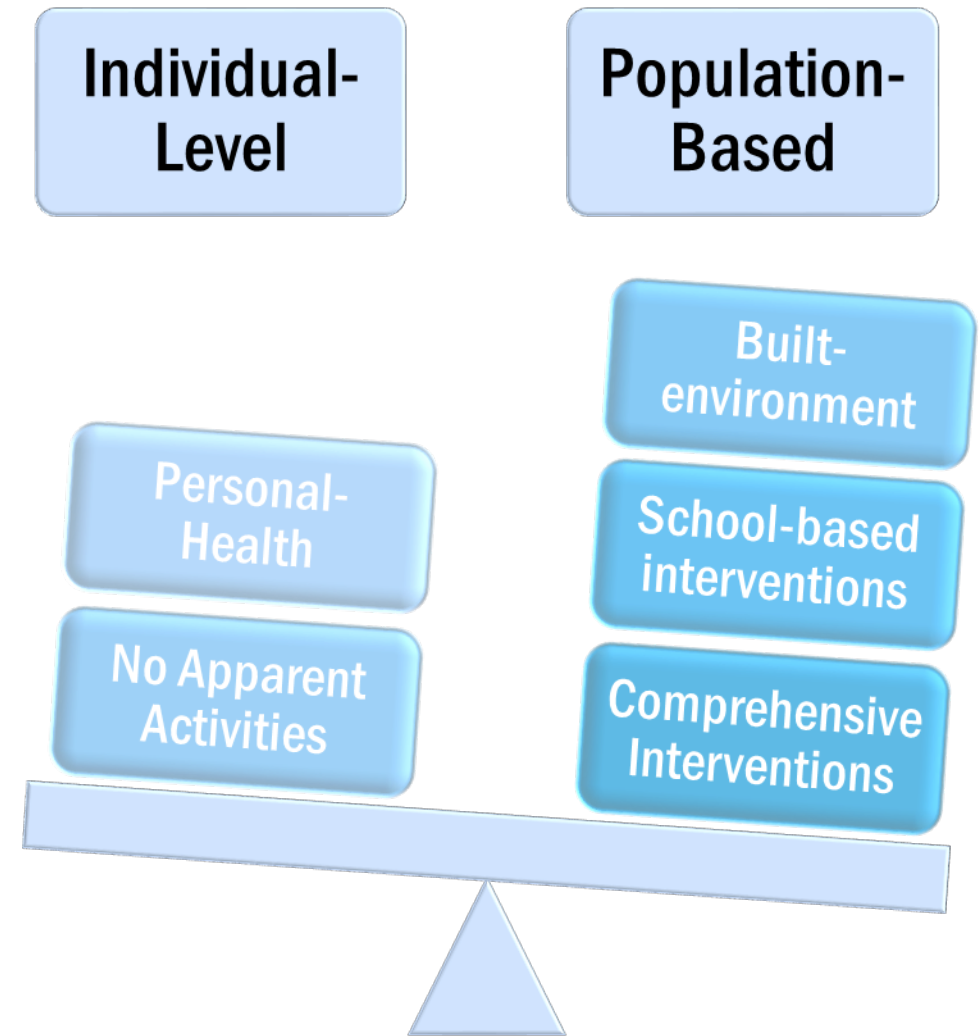 Individual-
Level
Population-
Based
Personal-
Health
No Apparent
Activities
Built-
environment
School-based
interventions
Comprehensive
Interventions